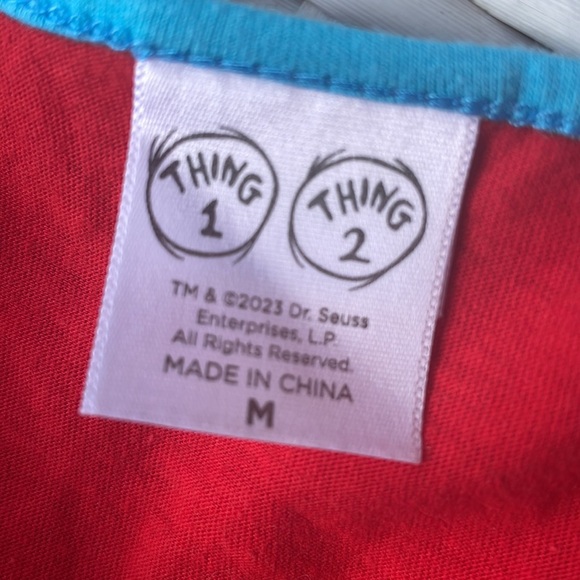 THING
1
THING
2
TM & ©2023 Dr. Seuss
Enterprises, L.P.
All Rights Reserved.
MADE IN CHINA
M